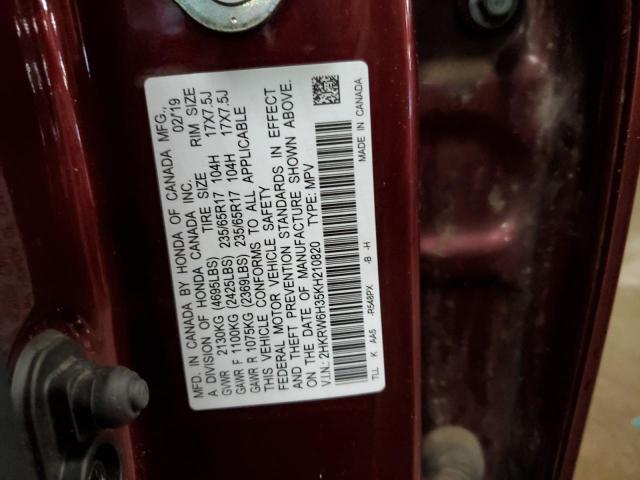 MFD. IN CANADA BY HONDA OF CANADA MFG.,
A DIVISION OF HONDA CANADA INC. 02/19
TIRE SIZE RIM SIZE
GVWR 2130KG (4695LBS)
GAWR F 1100KG (2425LBS) 235/65R17 104H 17X7.5J
GAWR R 1075KG (2369LBS) 235/65R17 104H 17X7.5J
THIS VEHICLE CONFORMS TO ALL APPLICABLE
FEDERAL MOTOR VEHICLE SAFETY
AND THEFT PREVENTION STANDARDS IN EFFECT
ON THE DATE OF MANUFACTURE SHOWN ABOVE.
V.I.N.: 2HKRW6H35KH210820 TYPE: MPV
TLL K AA5 -R548PX -B -H MADE IN CANADA